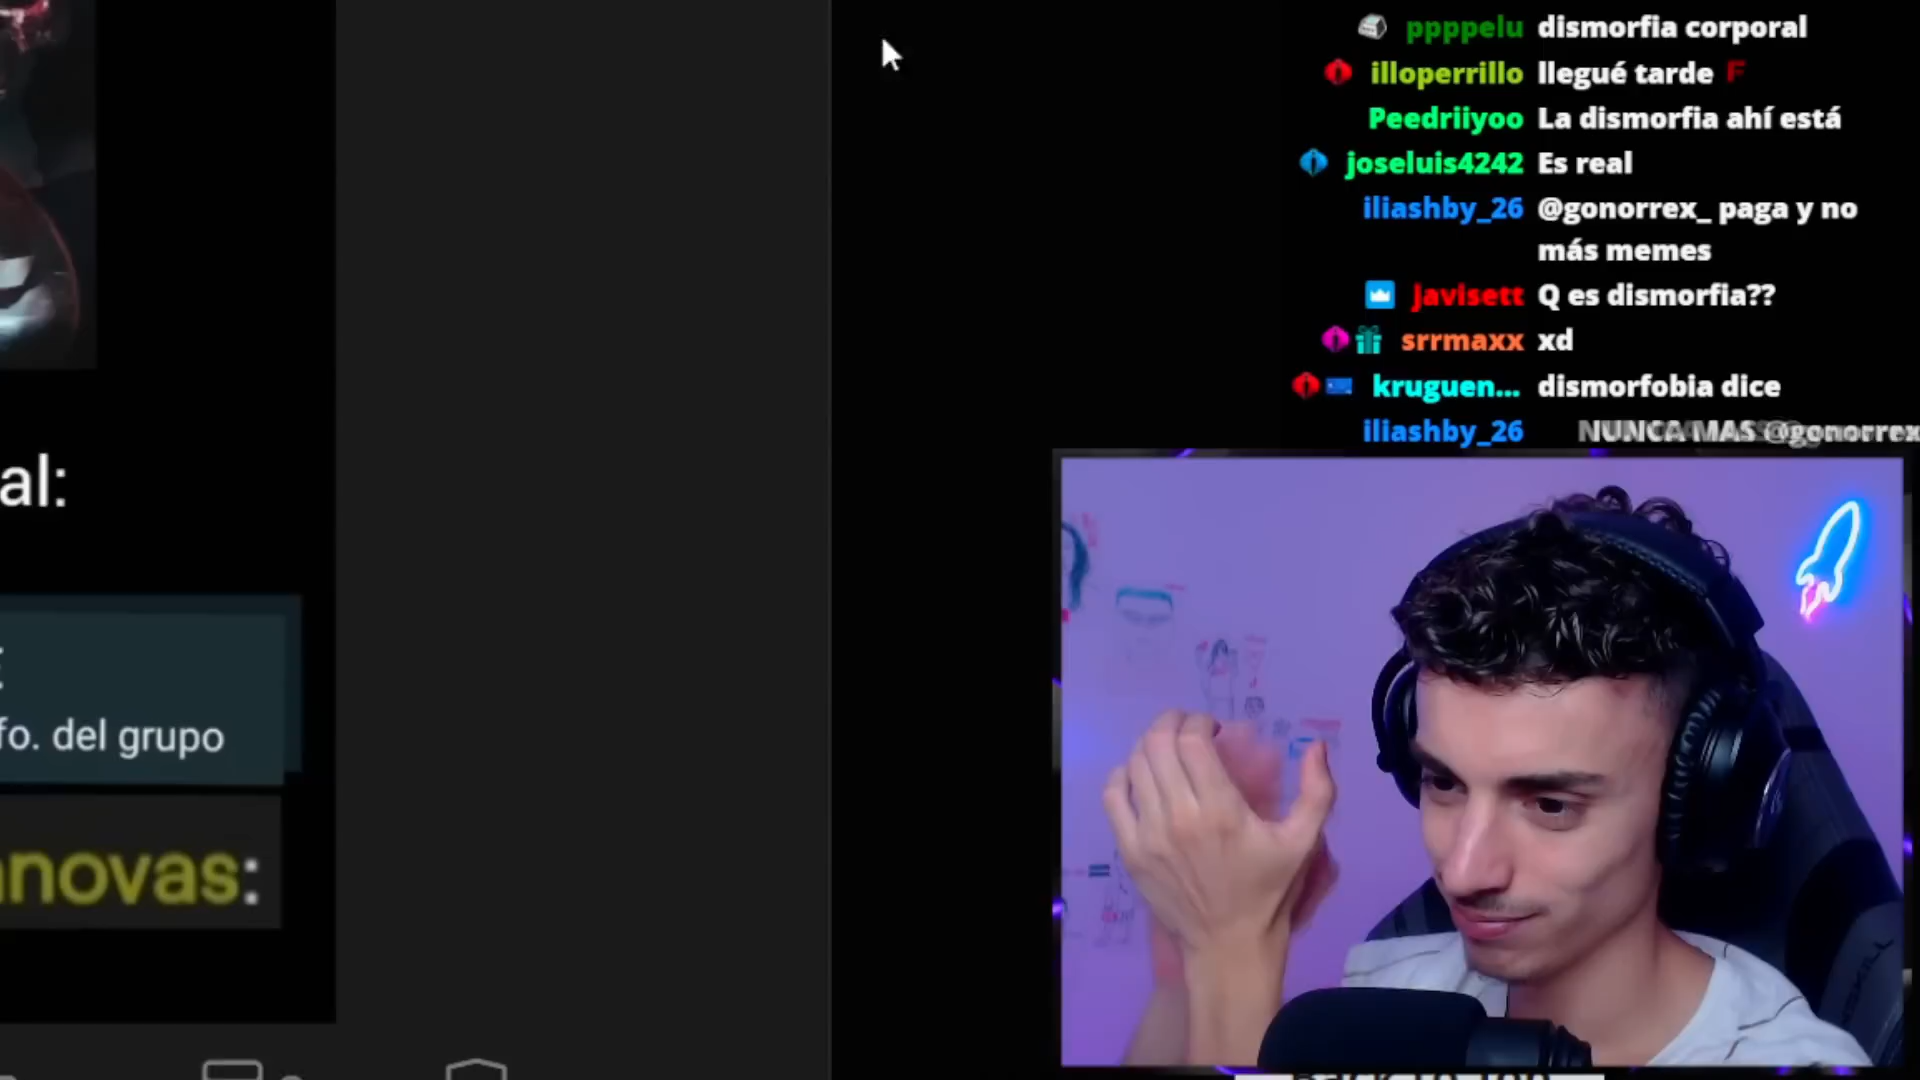 ppppelu dismorfia corporal
illoperrillo llegué tarde F
Peedriiyoo La dismorfia ahí está
joseluis4242 Es real
iliashby_26 @gonorrex_ paga y no
más memes
Javisett Q es dismorfia??
srrmaxx xd
kruguen... dismorfobia dice
iliashby_26 NUNCA MAS @gonorrex
al:
fo. del grupo
anovas: